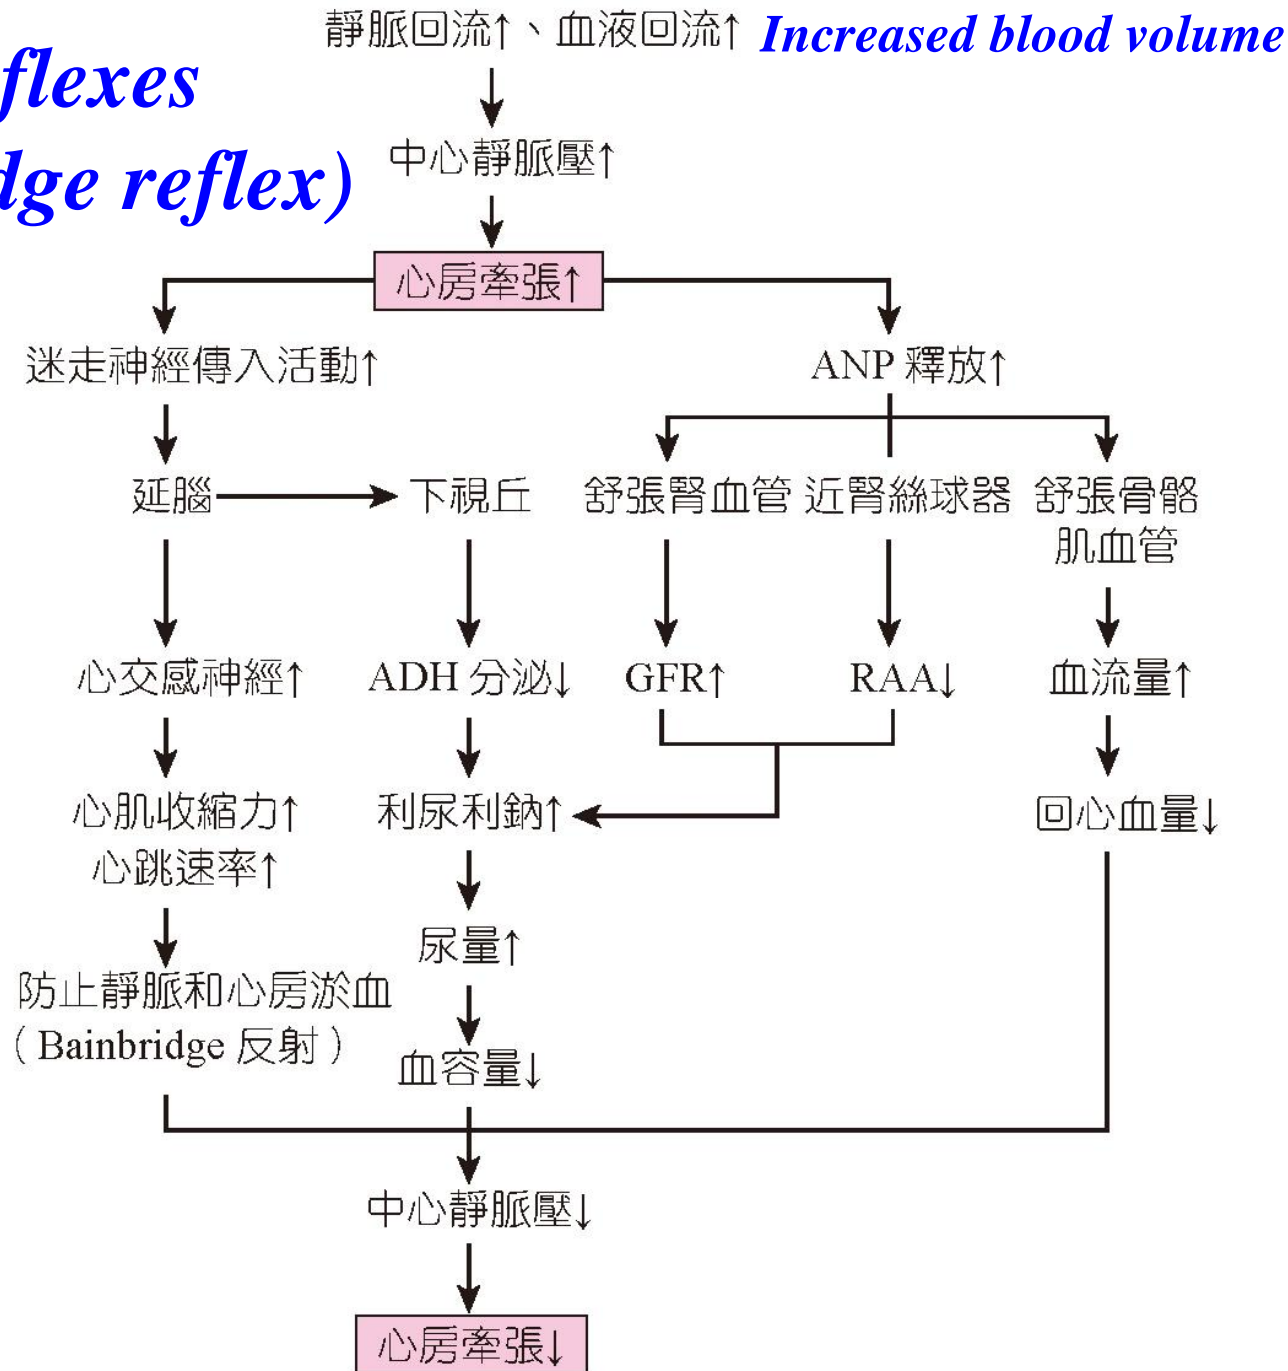 靜脈回流↑、血液回流↑ Increased blood volume
flexes
中心靜脈壓↑
dge reflex)
心房牽張↑
迷走神經傳入活動↑
ANP 釋放↑
延腦
下視丘
舒張腎血管
近腎絲球器
舒張骨骼
肌血管
心交感神經↑
ADH 分泌↓
GFR↑
RAA↓
血流量↑
心肌收縮力↑
心跳速率↑
利尿利鈉↑
回心血量↓
尿量↑
防止靜脈和心房淤血
（Bainbridge 反射）
血容量↓
中心靜脈壓↓
心房牽張↓